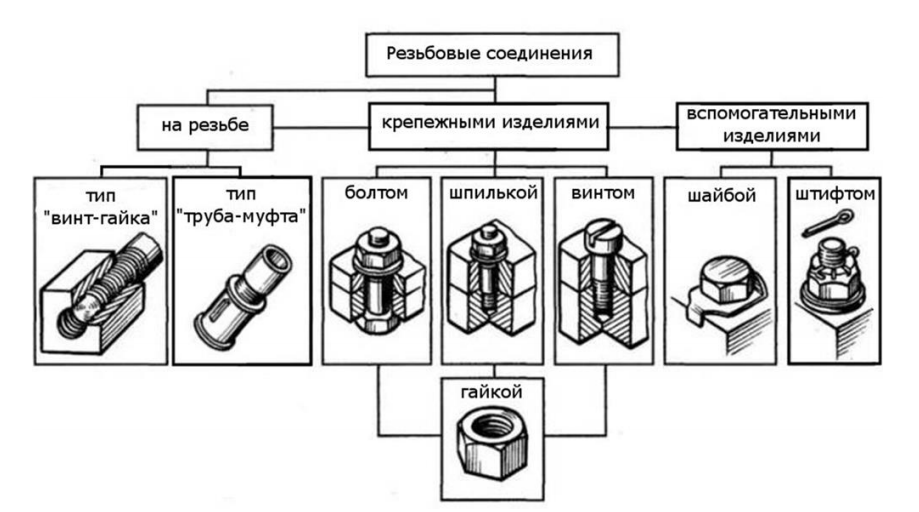 Резьбовые соединения
на резьбе
крепежными изделиями
вспомогательными
изделиями
тип
"винт-гайка"
тип
"труба-муфта"
болтом
шпилькой
винтом
шайбой
штифтом
гайкой